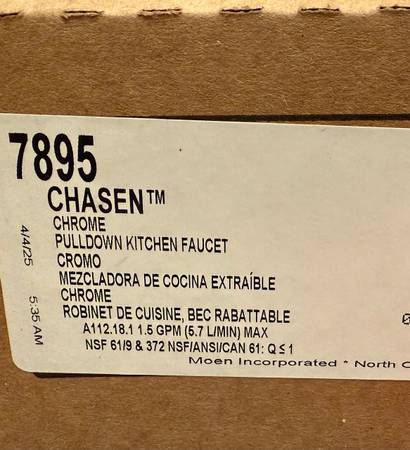 7895
CHASEN™
CHROME
PULLDOWN KITCHEN FAUCET
CROMO
MEZCLADORA DE COCINA EXTRAÍBLE
CHROME
ROBINET DE CUISINE, BEC RABATTABLE
A112.18.1 1.5 GPM (5.7 L/MIN) MAX
NSF 61/9 & 372 NSF/ANSI/CAN 61: Q ≤ 1
Moen Incorporated * North
4/4/25 5:35 AM